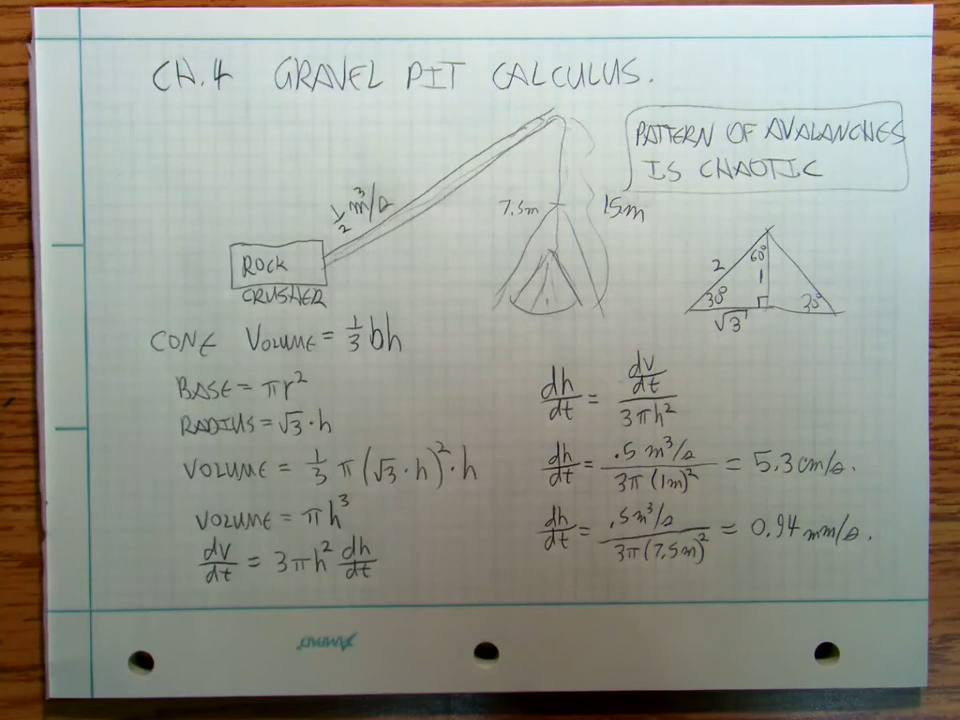 CH.4 GRAVEL PIT CALCULUS.
PATTERN OF AVALANCHES
IS CHAOTIC
½ m³/s
7.5m
15m
ROCK
CRUSHER
2
60°
1
30°
30°
√3
CONE VOLUME = ⅓ bh
BASE = πr²
RADIUS = √3·h
VOLUME = ⅓ π (√3·h)²·h
VOLUME = πh³
dv/dt = 3πh² dh/dt
dh/dt = dv/dt / 3πh²
dh/dt = .5 m³/s / 3π (1m)² = 5.3 cm/s.
dh/dt = .5m³/s / 3π(7.5m)² = 0.94 mm/s.